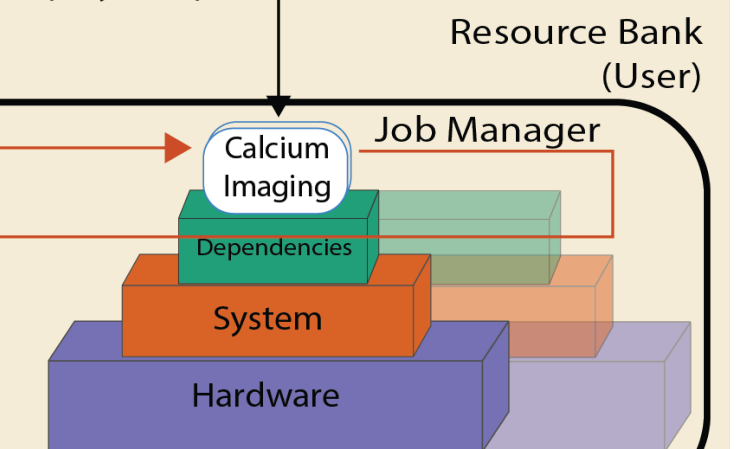 Resource Bank
(User)
Job Manager
Calcium
Imaging
Dependencies
System
Hardware